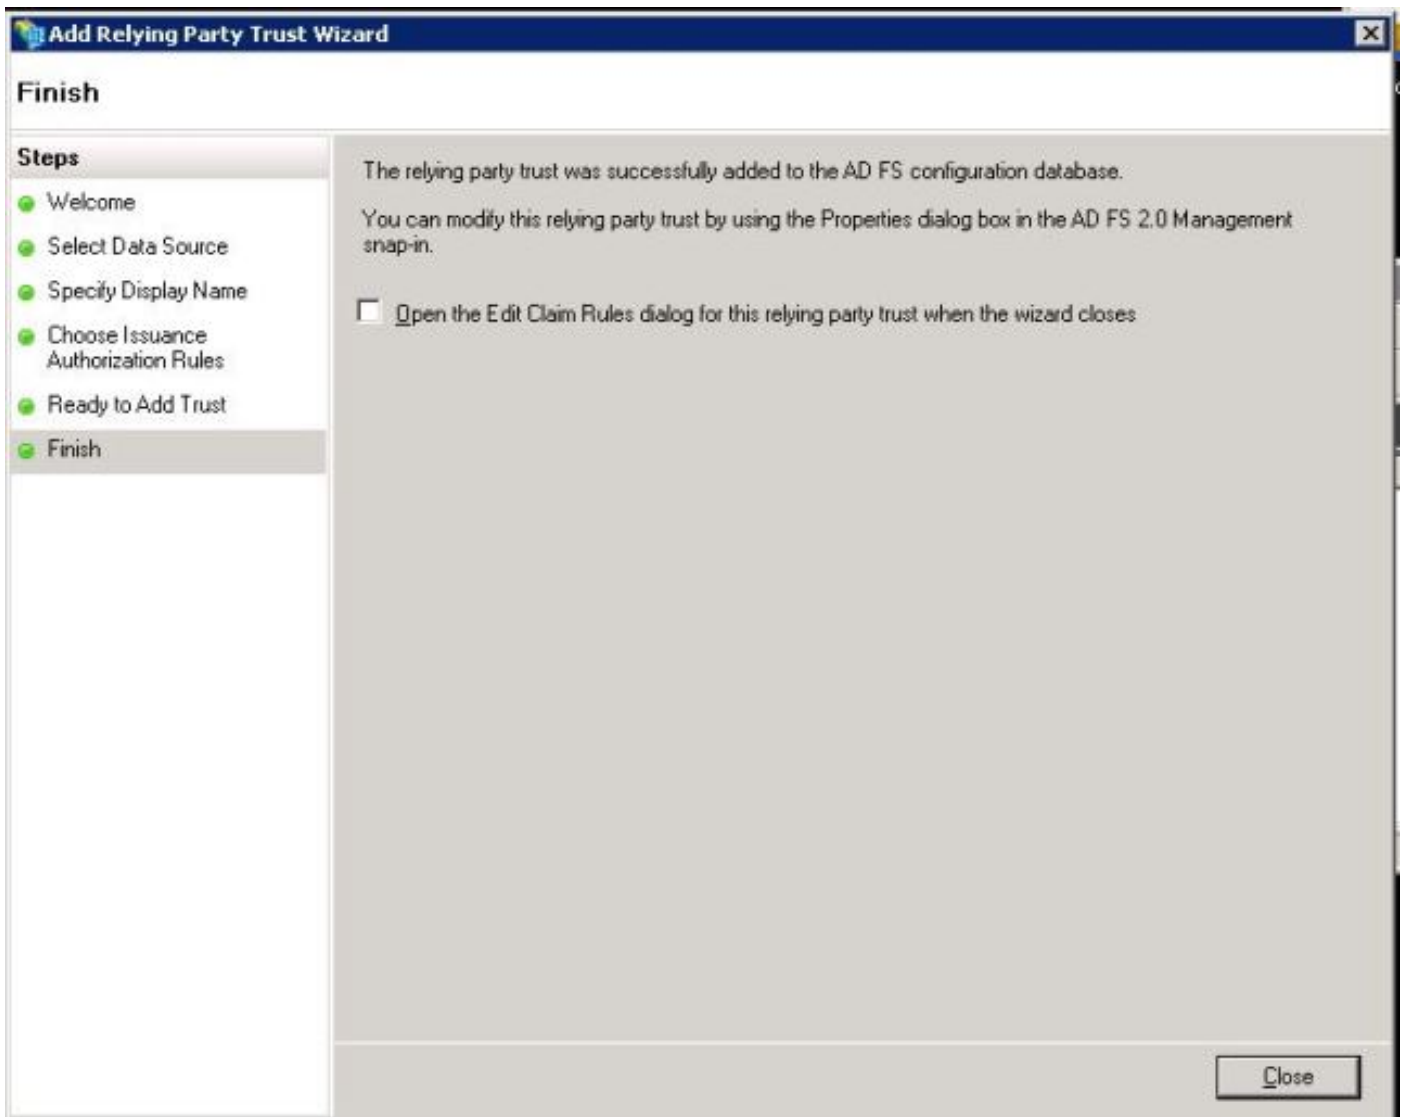 Add Relying Party Trust Wizard
Finish
Steps
Welcome
Select Data Source
Specify Display Name
Choose Issuance
Authorization Rules
Ready to Add Trust
Finish
The relying party trust was successfully added to the AD FS configuration database.
You can modify this relying party trust by using the Properties dialog box in the AD FS 2.0 Management
snap-in.
Open the Edit Claim Rules dialog for this relying party trust when the wizard closes
Close